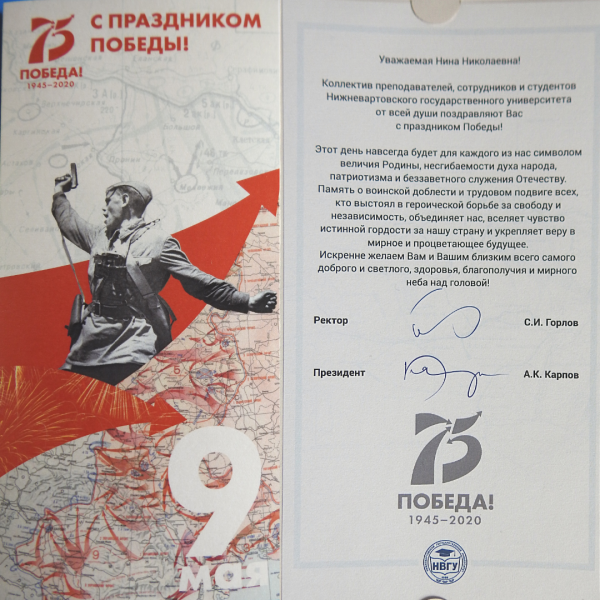 75
ПОБЕДА!
1945–2020
С ПРАЗДНИКОМ
ПОБЕДЫ!
9
мая
Уважаемая Нина Николаевна!
Коллектив преподавателей, сотрудников и студентов
Нижневартовского государственного университета
от всей души поздравляют Вас
с праздником Победы!
Этот день навсегда будет для каждого из нас символом
величия Родины, несгибаемости духа народа,
патриотизма и беззаветного служения Отечеству.
Память о воинской доблести и трудовом подвиге всех,
кто выстоял в героической борьбе за свободу и
независимость, объединяет нас, вселяет чувство
истинной гордости за нашу страну и укрепляет веру в
мирное и процветающее будущее.
Искренне желаем Вам и Вашим близким всего самого
доброго и светлого, здоровья, благополучия и мирного
неба над головой!
Ректор С.И. Горлов
Президент А.К. Карпов
75
ПОБЕДА!
1945–2020
НВГУ